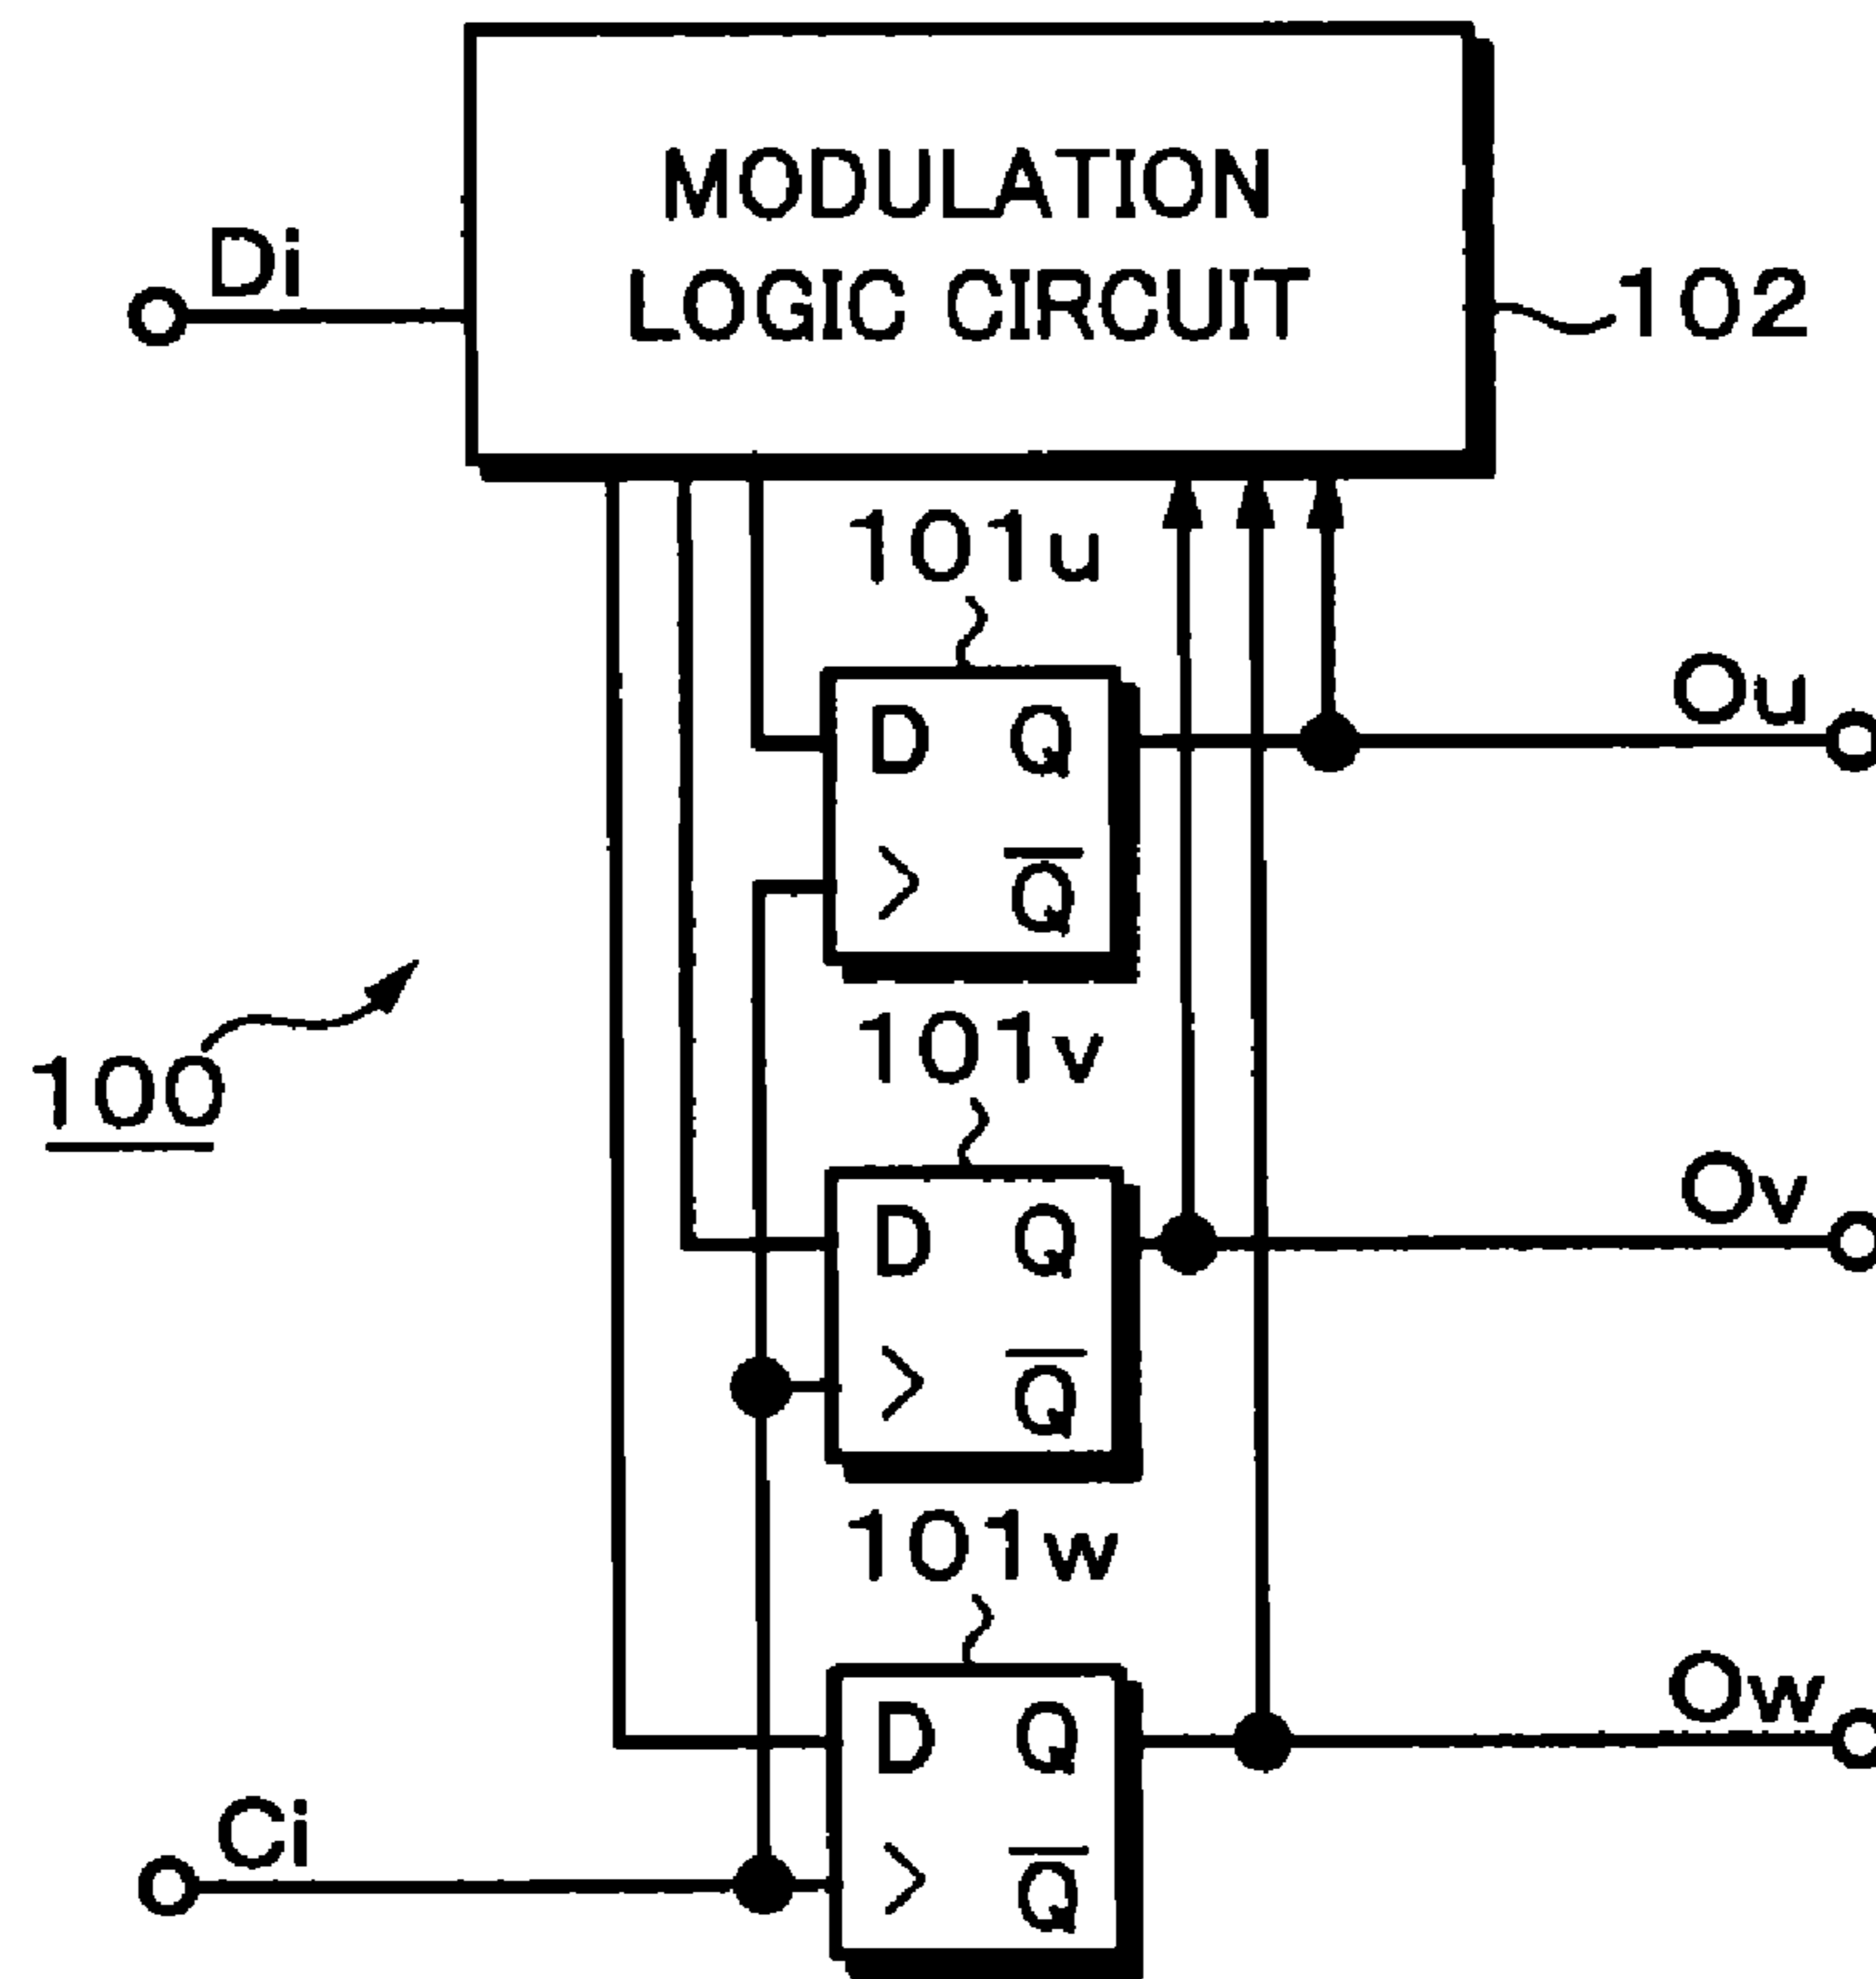 MODULATION
LOGIC CIRCUIT
Di
102
101u
Ou
D Q
> Q̅
100
101v
Ov
D Q
> Q̅
101w
Ow
D Q
> Q̅
Ci